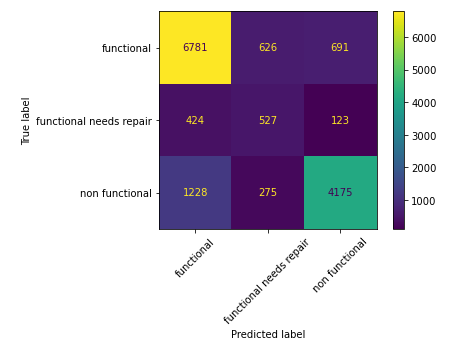 functional
functional needs repair
non functional
True label
6781 626 691
424 527 123
1228 275 4175
functional
functional needs repair
non functional
Predicted label
6000
5000
4000
3000
2000
1000